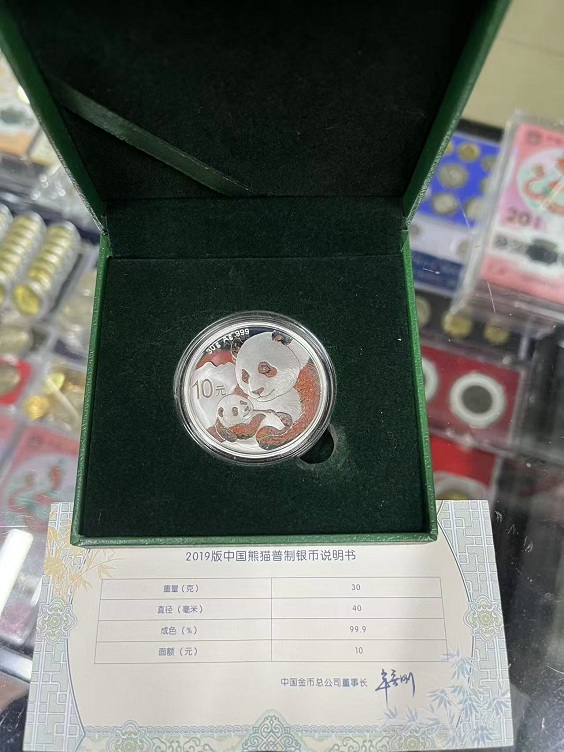 30g Ag.999
10元
201
2019版中国熊猫普制银币说明书
重量（克） 30
直径（毫米） 40
成色（%） 99.9
面额（元） 10
中国金币总公司董事长